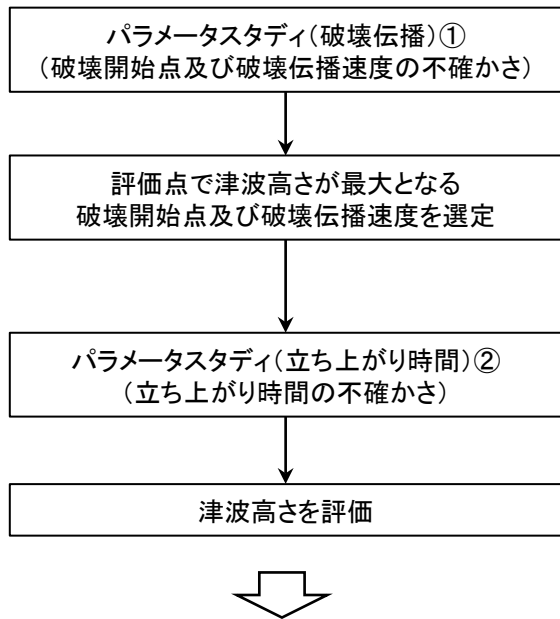 パラメータスタディ(破壊伝播)①
(破壊開始点及び破壊伝播速度の不確かさ)
評価点で津波高さが最大となる
破壊開始点及び破壊伝播速度を選定
パラメータスタディ(立ち上がり時間)②
(立ち上がり時間の不確かさ)
津波高さを評価